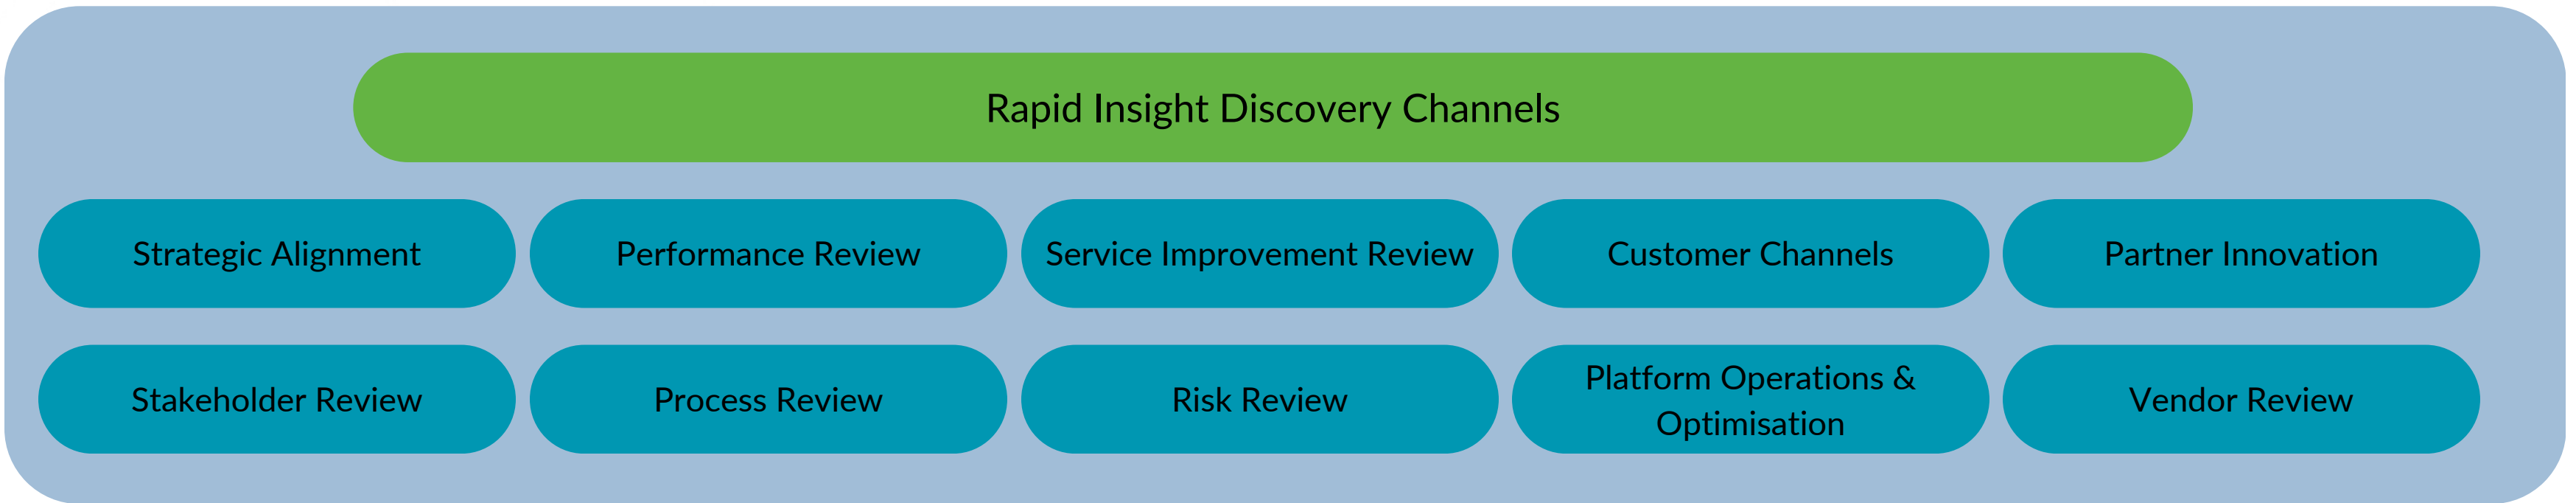 Rapid Insight Discovery Channels
Strategic Alignment
Performance Review
Service Improvement Review
Customer Channels
Partner Innovation
Stakeholder Review
Process Review
Risk Review
Platform Operations &
Optimisation
Vendor Review